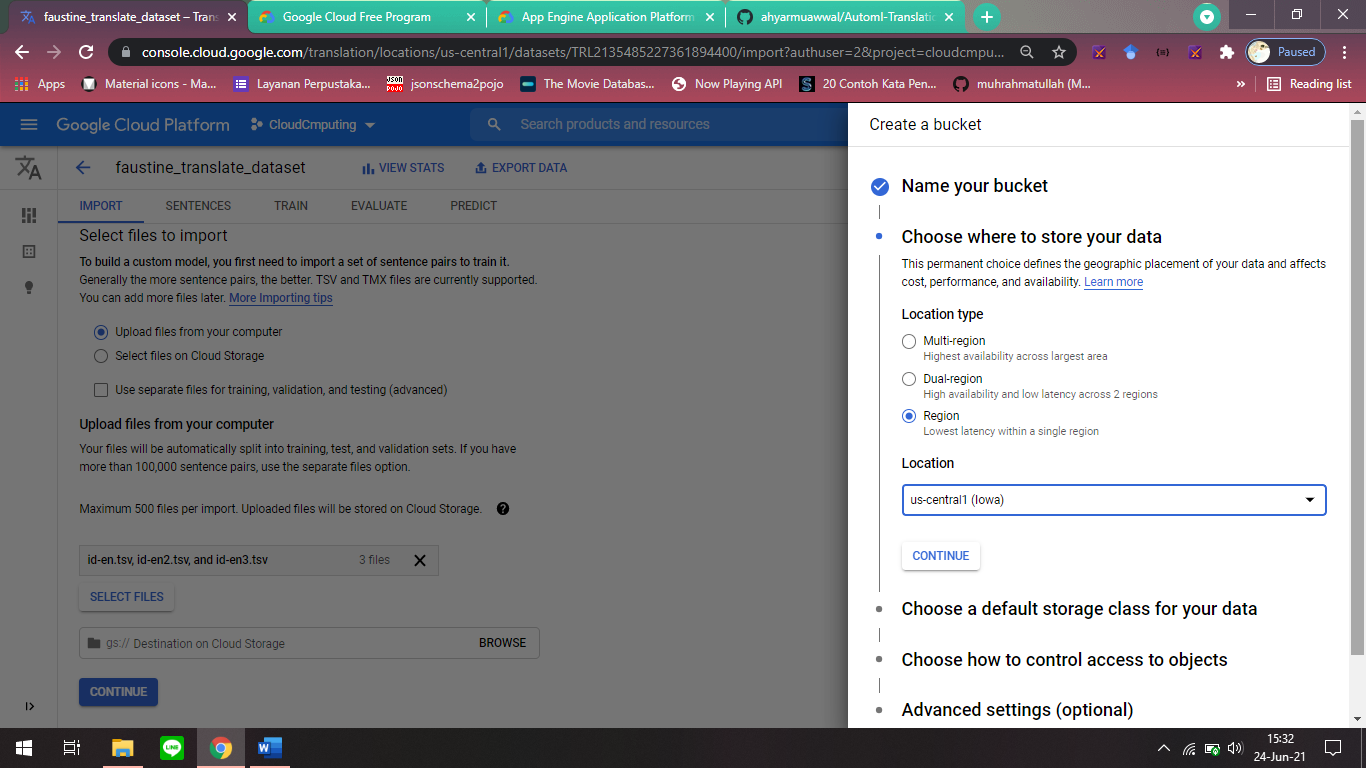 faustine_translate_dataset – Tran
Google Cloud Free Program
App Engine Application Platform
ahyarmuawwal/Automl-Translatio
console.cloud.google.com/translation/locations/us-central1/datasets/TRL2135485227361894400/import?authuser=2&project=cloudcmpu...
Paused
Apps
Material icons - Ma...
Layanan Perpustaka...
JSON POJO
jsonschema2pojo
The Movie Databas...
Now Playing API
20 Contoh Kata Pen...
muhrahmatullah (M...
»
Reading list
Google Cloud Platform
CloudCmputing
Search products and resources
faustine_translate_dataset
VIEW STATS
EXPORT DATA
IMPORT
SENTENCES
TRAIN
EVALUATE
PREDICT
Select files to import
To build a custom model, you first need to import a set of sentence pairs to train it.
Generally the more sentence pairs, the better. TSV and TMX files are currently supported.
You can add more files later. More Importing tips
Upload files from your computer
Select files on Cloud Storage
Use separate files for training, validation, and testing (advanced)
Upload files from your computer
Your files will be automatically split into training, test, and validation sets. If you have
more than 100,000 sentence pairs, use the separate files option.
Maximum 500 files per import. Uploaded files will be stored on Cloud Storage.
id-en.tsv, id-en2.tsv, and id-en3.tsv
3 files
SELECT FILES
gs:// Destination on Cloud Storage
BROWSE
CONTINUE
Create a bucket
Name your bucket
Choose where to store your data
This permanent choice defines the geographic placement of your data and affects
cost, performance, and availability. Learn more
Location type
Multi-region
Highest availability across largest area
Dual-region
High availability and low latency across 2 regions
Region
Lowest latency within a single region
Location
us-central1 (Iowa)
CONTINUE
Choose a default storage class for your data
Choose how to control access to objects
Advanced settings (optional)
LINE
15:32
24-Jun-21